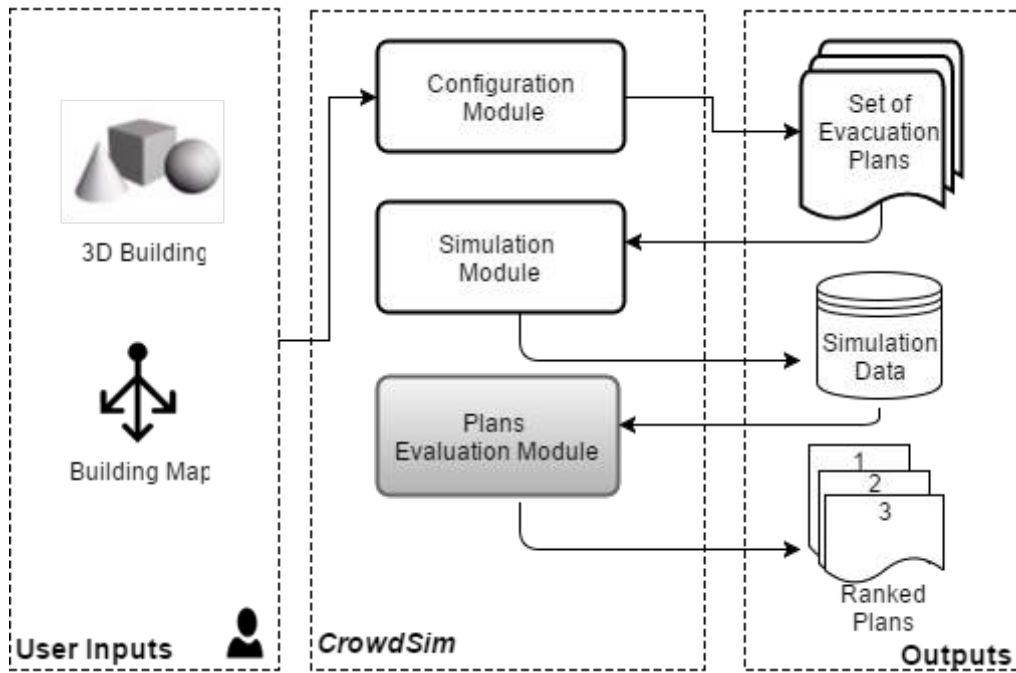 3D Building
Building Map
User Inputs
Configuration
Module
Simulation
Module
Plans
Evaluation Module
CrowdSim
Set of
Evacuation
Plans
Simulation
Data
1
2
3
Ranked
Plans
Outputs